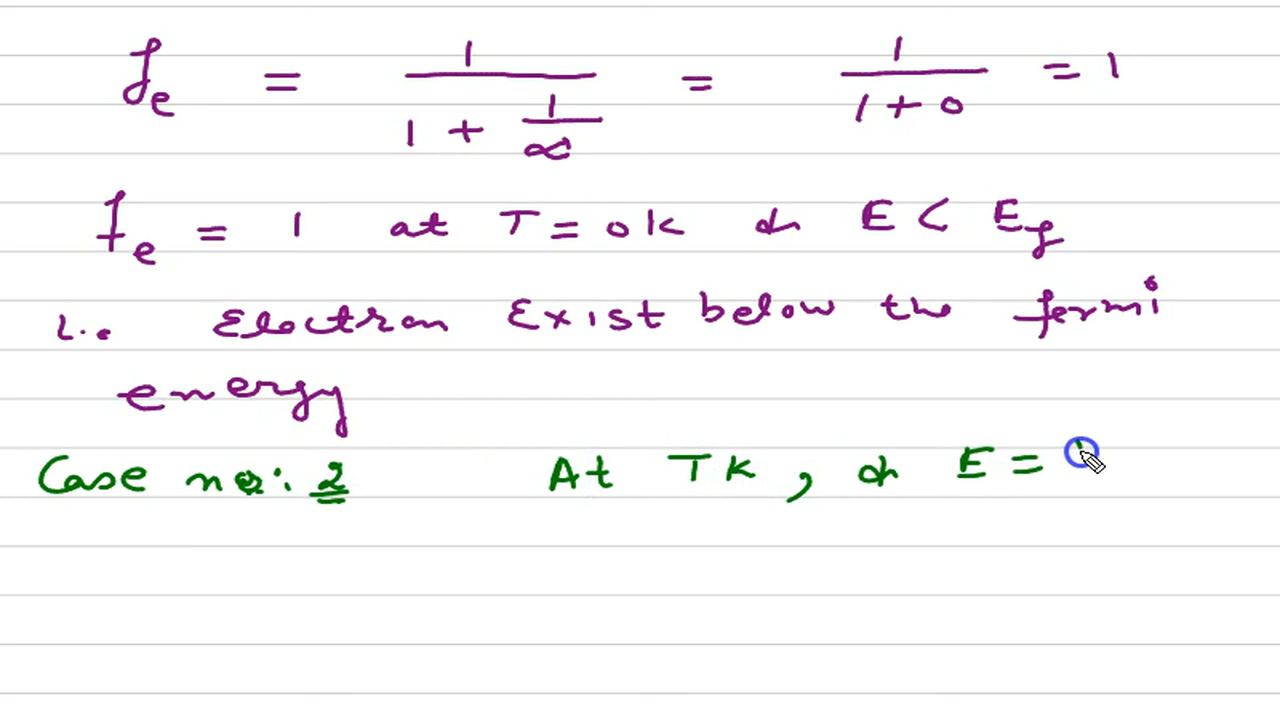 fe = 1 / (1 + 1/∞) = 1 / (1 + 0) = 1
fe = 1 at T = 0K & E < Ef
i.e Electron Exist below the fermi
energy
Case no: 2 At TK, & E =